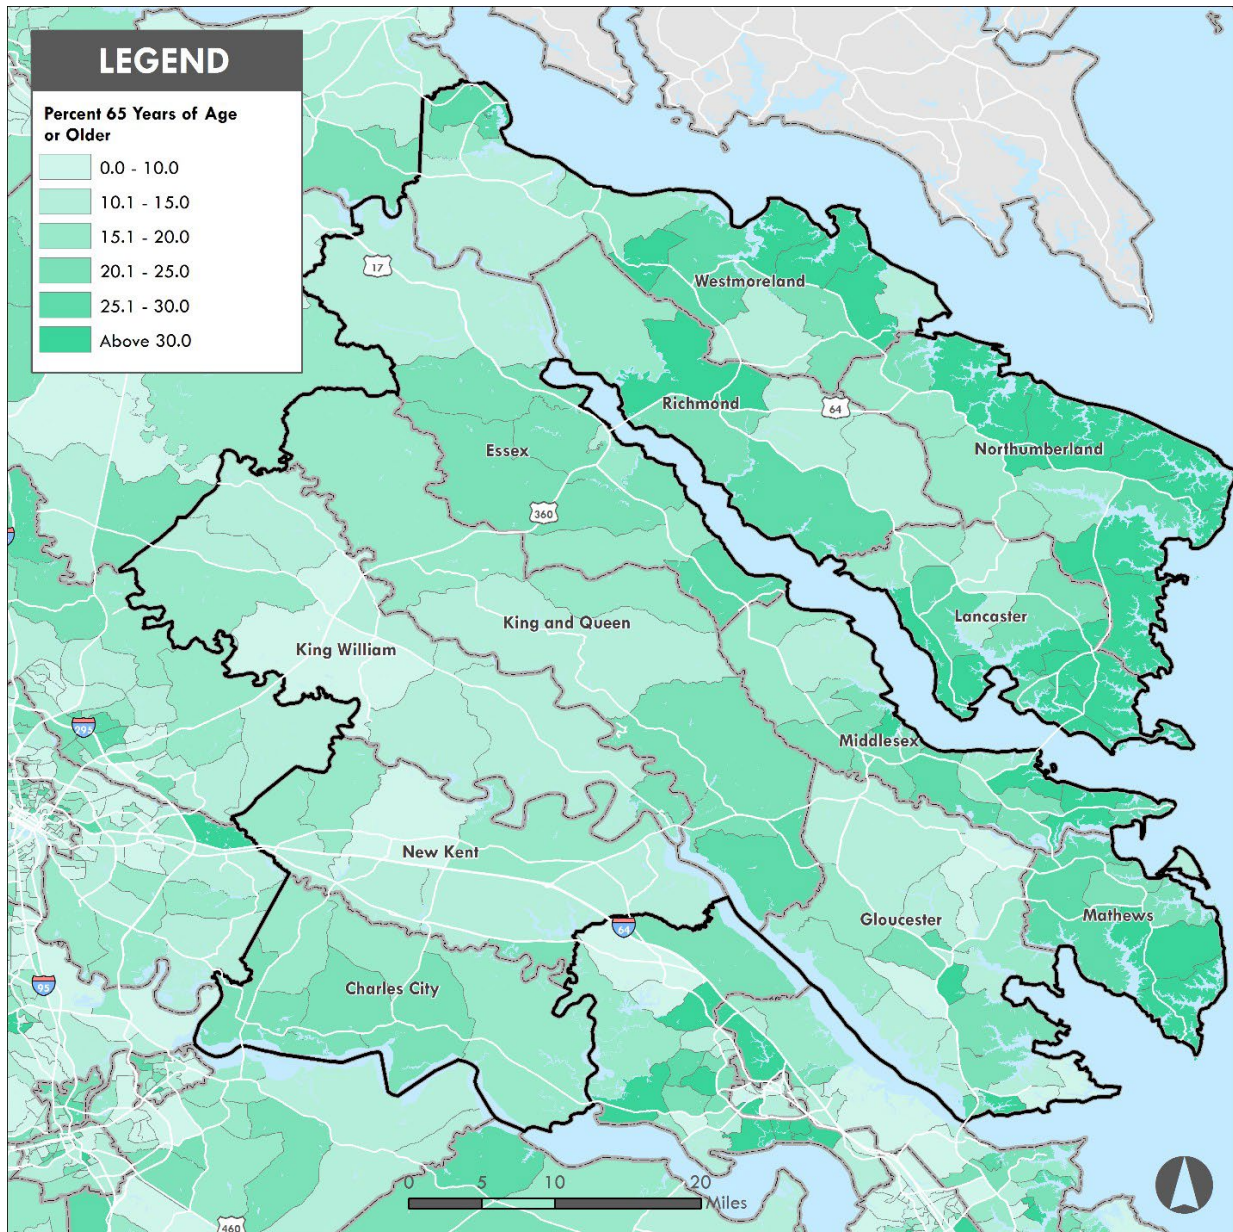 LEGEND
Percent 65 Years of Age
or Older
0.0 - 10.0
10.1 - 15.0
15.1 - 20.0
20.1 - 25.0
25.1 - 30.0
Above 30.0
17
Westmoreland
Richmond
64
Northumberland
Essex
360
Lancaster
King and Queen
King William
295
Middlesex
New Kent
Gloucester
Mathews
64
95
Charles City
0 5 10 20
Miles
460